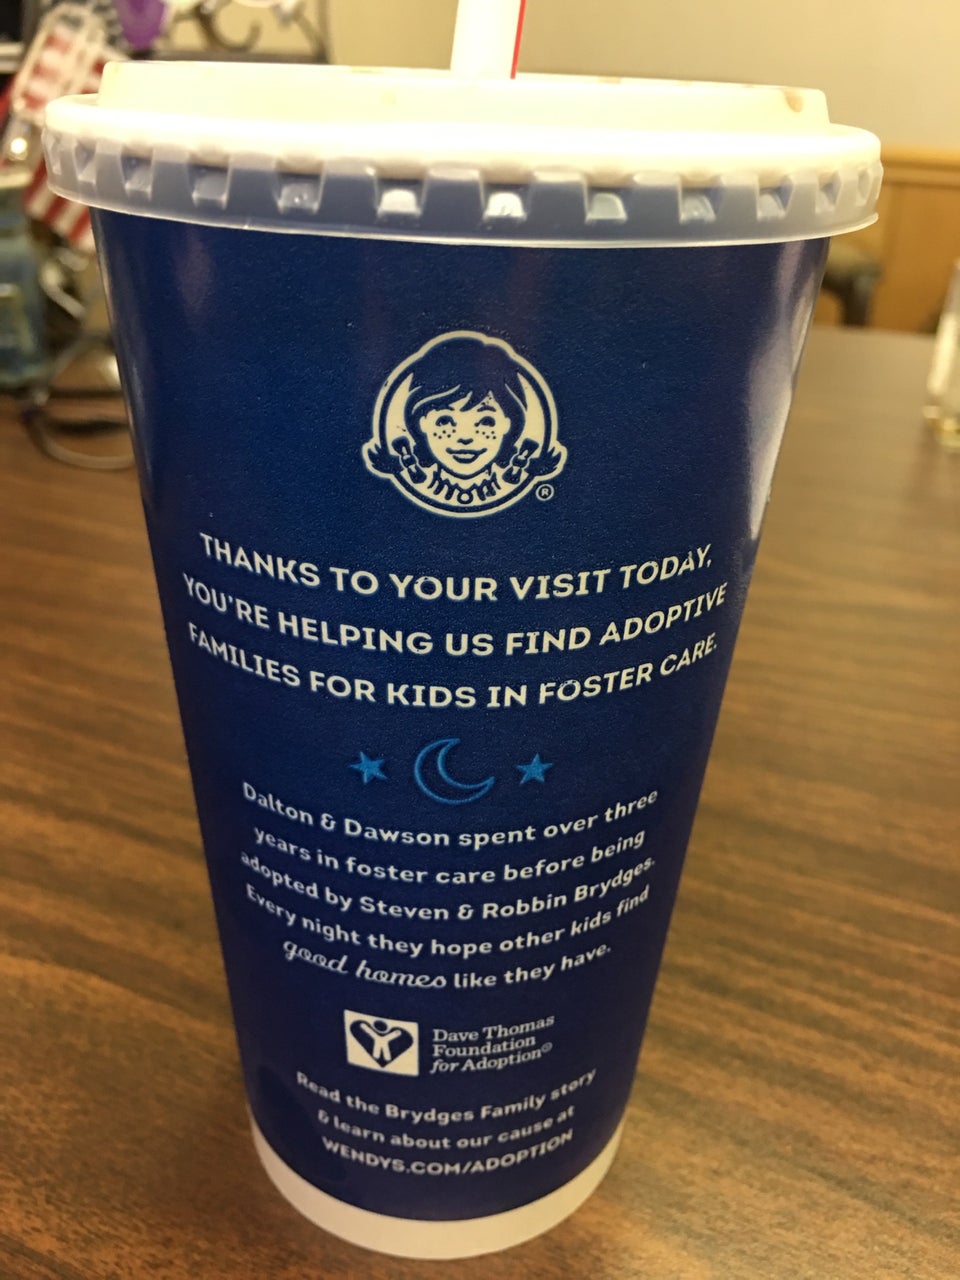 ®
THANKS TO YOUR VISIT TODAY,
YOU'RE HELPING US FIND ADOPTIVE
FAMILIES FOR KIDS IN FOSTER CARE.
Dalton & Dawson spent over three
years in foster care before being
adopted by Steven & Robbin Brydges.
Every night they hope other kids find
good homes like they have.
Dave Thomas
Foundation
for Adoption®
Read the Brydges Family story
& learn about our cause at
WENDYS.COM/ADOPTION